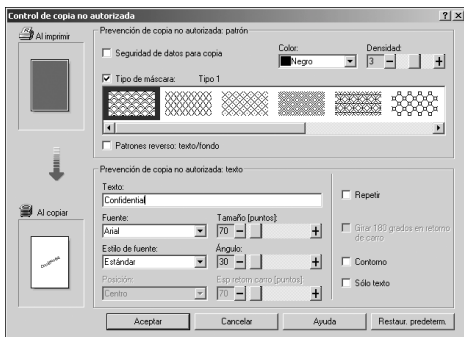 Control de copia no autorizada
Al imprimir
Prevención de copia no autorizada: patrón
Seguridad de datos para copia
Color:
Negro
Densidad:
3
Tipo de máscara: Tipo 1
Patrones reverso: texto/fondo
Al copiar
Confidential
Prevención de copia no autorizada: texto
Texto:
Confidential
Fuente:
Arial
Tamaño [puntos]:
70
Estilo de fuente:
Estándar
Ángulo:
30
Posición:
Centro
Esp retorn carro [puntos]:
70
Repetir
Girar 180 grados en retorno
de carro
Contorno
Sólo texto
Aceptar Cancelar Ayuda Restaur. predeterm.